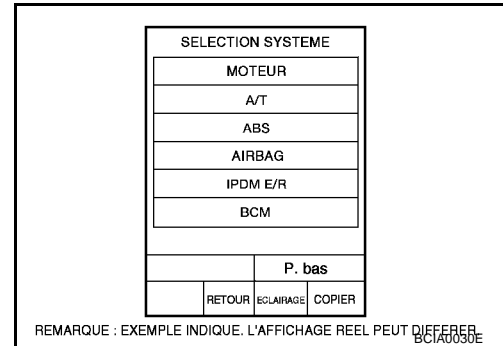 SELECTION SYSTEME
MOTEUR
A/T
ABS
AIRBAG
IPDM E/R
BCM
P. bas
RETOUR ECLAIRAGE COPIER
REMARQUE : EXEMPLE INDIQUE. L'AFFICHAGE REEL PEUT DIFFERER.
BCIA0030E